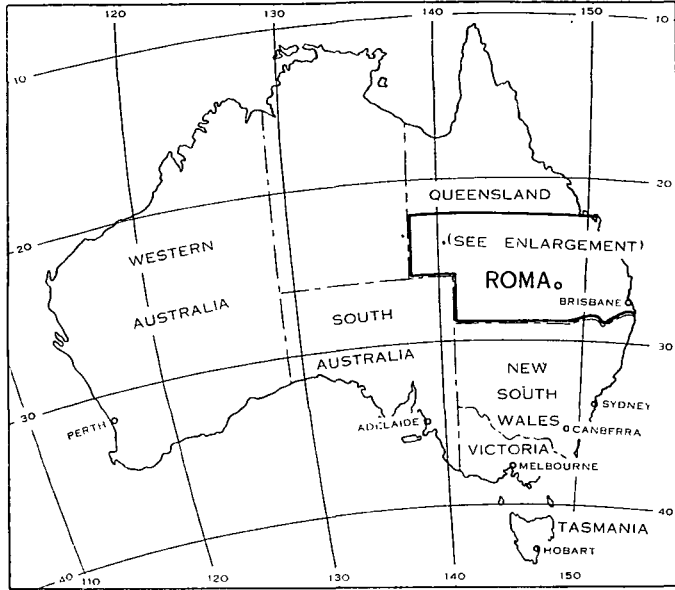 120
130
140
150
10
10
QUEENSLAND
20
(SEE ENLARGEMENT)
WESTERN
20
ROMA
BRISBANE
AUSTRALIA
SOUTH
30
AUSTRALIA
NEW
SOUTH
SYDNEY
30
PERTH
ADELAIDE
WALES
CANBERRA
VICTORIA
MELBOURNE
40
TASMANIA
HOBART
40
110
120
130
140
150